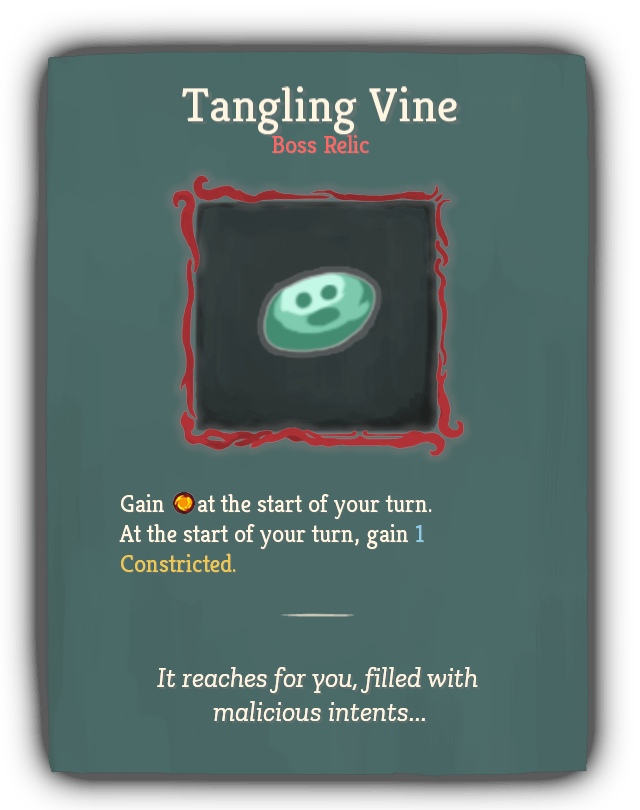 Tangling Vine
Boss Relic
Gain at the start of your turn.
At the start of your turn, gain 1
Constricted.
It reaches for you, filled with
malicious intents...